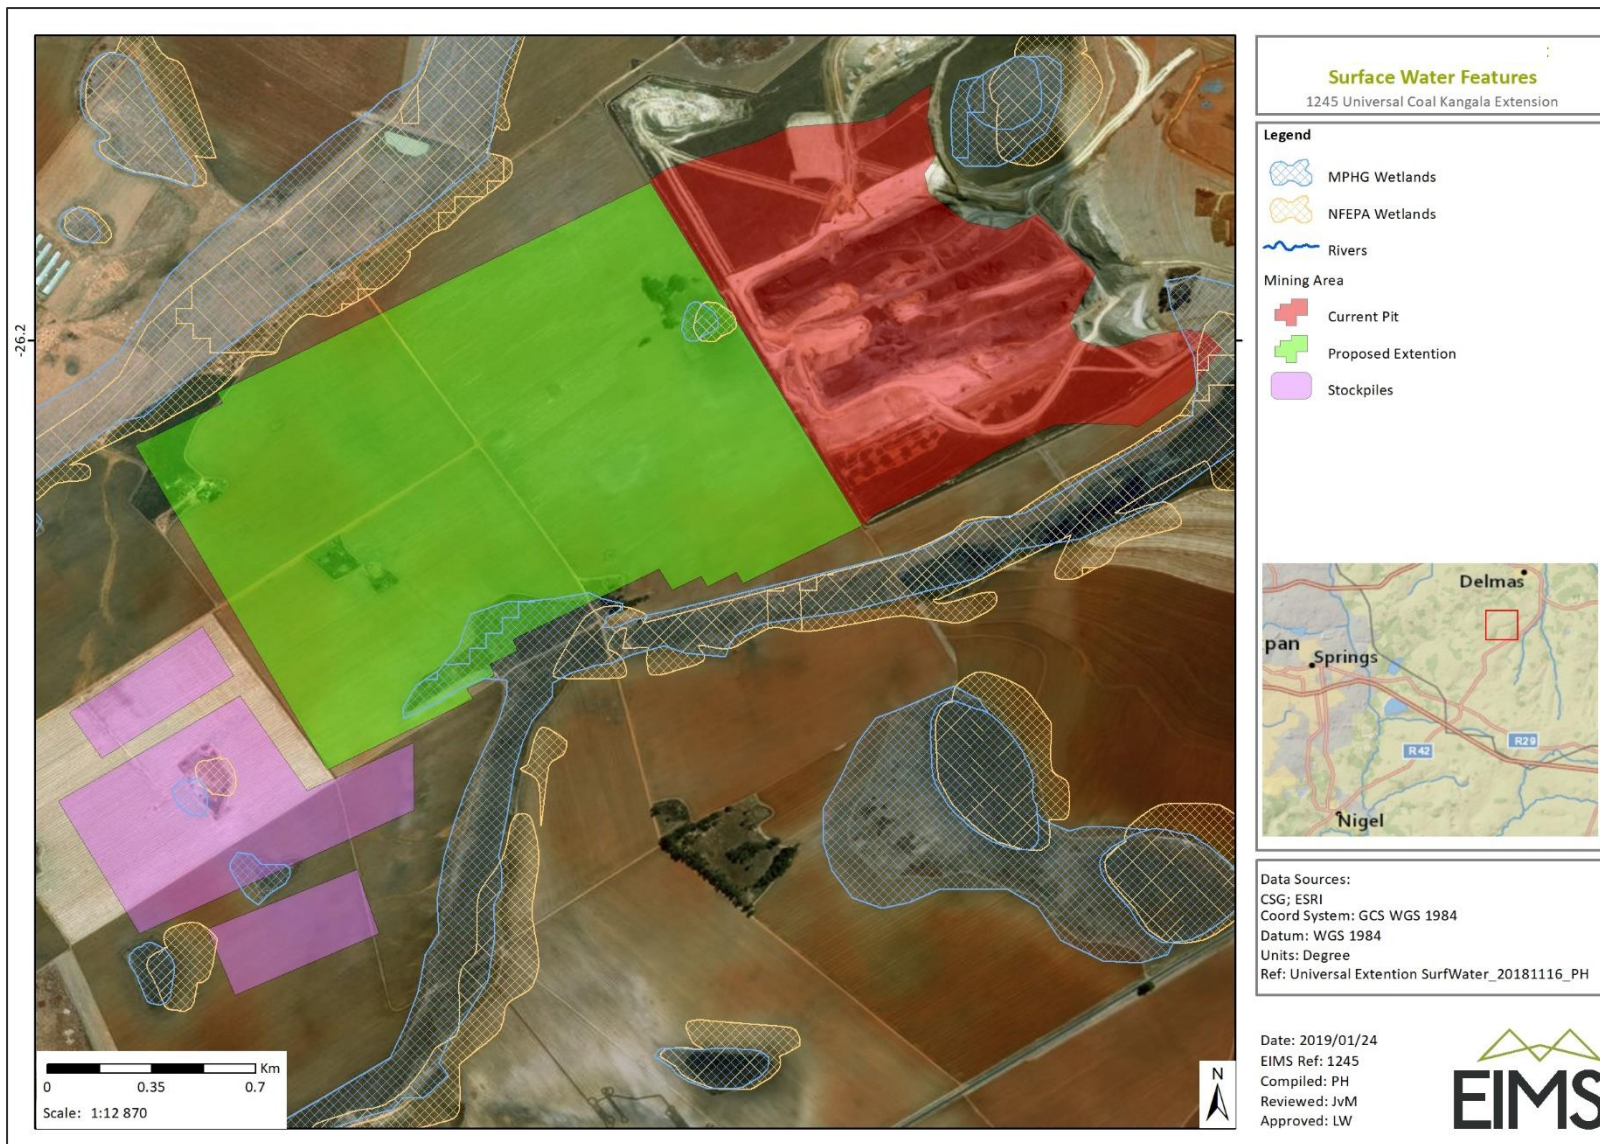 Surface Water Features
1245 Universal Coal Kangala Extension
Legend
MPHG Wetlands
NFEPA Wetlands
Rivers
Mining Area
Current Pit
Proposed Extention
Stockpiles
-26.2
Delmas
pan
Springs
R42
R29
Nigel
Data Sources:
CSG; ESRI
Coord System: GCS WGS 1984
Datum: WGS 1984
Units: Degree
Ref: Universal Extention SurfWater_20181116_PH
Km
0 0.35 0.7
Scale: 1:12 870
N
Date: 2019/01/24
EIMS Ref: 1245
Compiled: PH
Reviewed: JvM
Approved: LW
EIMS